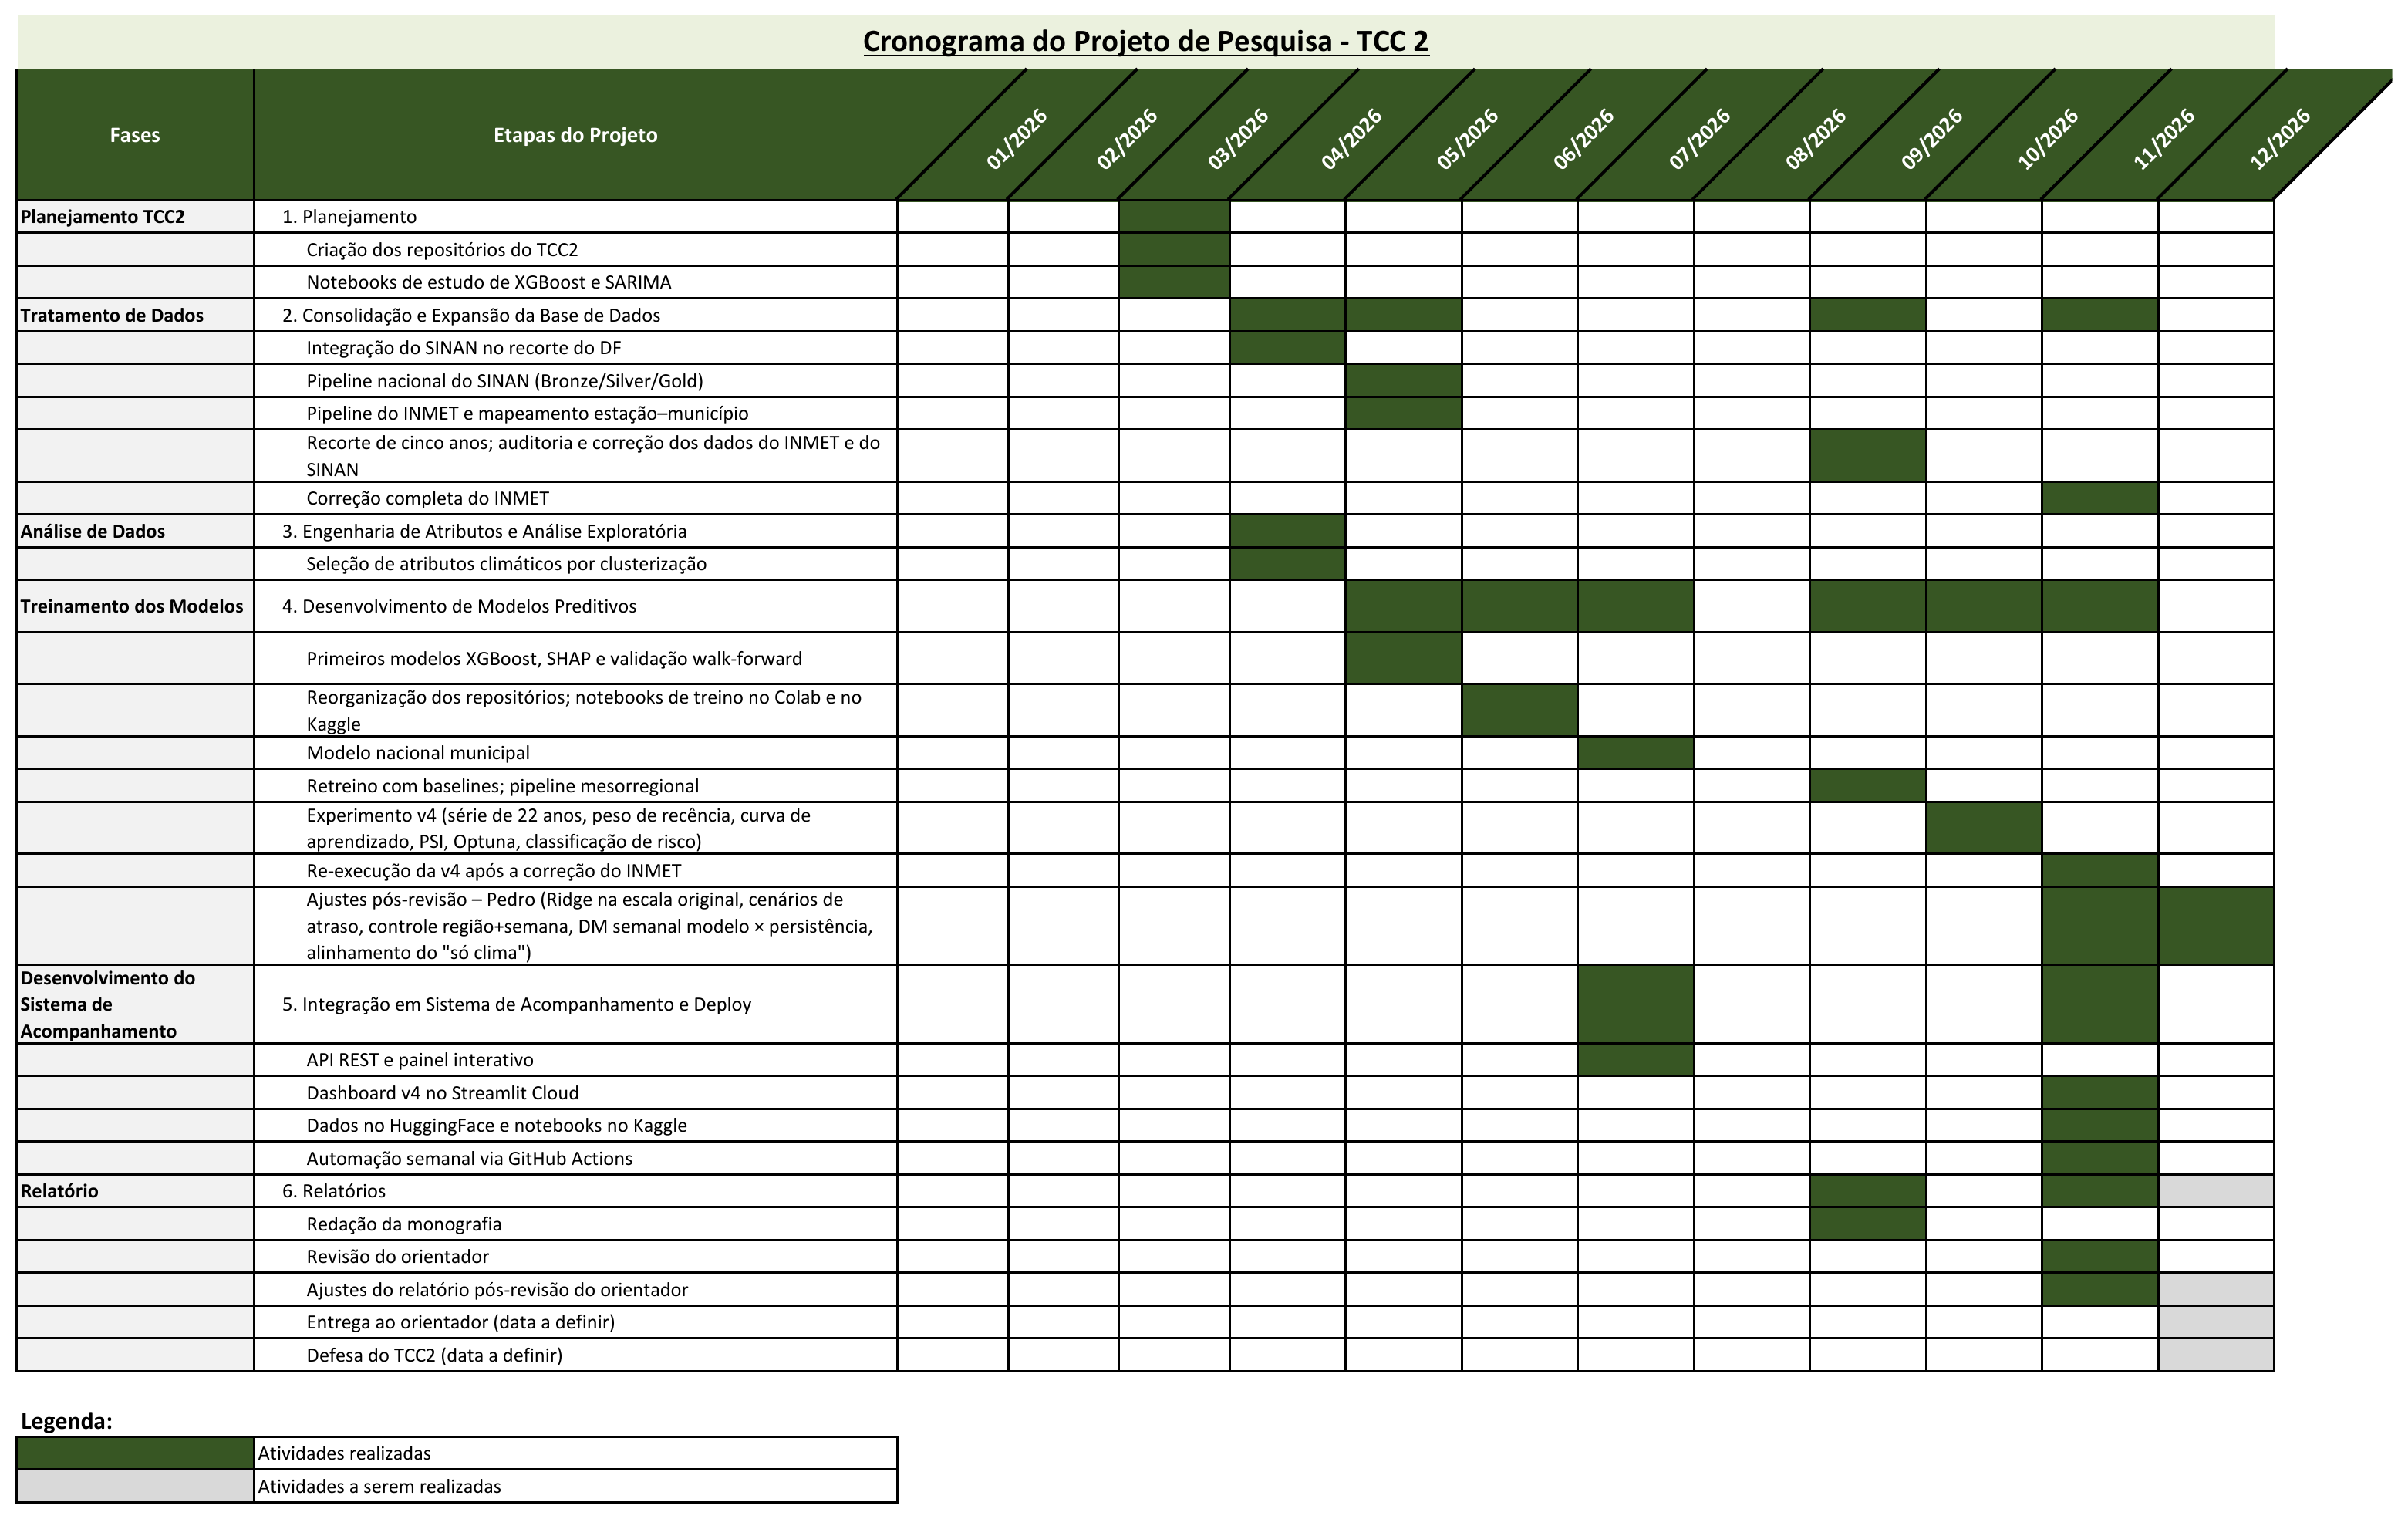 Cronograma do Projeto de Pesquisa - TCC 2
Fases
Etapas do Projeto
01/2026
02/2026
03/2026
04/2026
05/2026
06/2026
07/2026
08/2026
09/2026
10/2026
11/2026
12/2026
Planejamento TCC2
1. Planejamento
Criação dos repositórios do TCC2
Notebooks de estudo de XGBoost e SARIMA
Tratamento de Dados
2. Consolidação e Expansão da Base de Dados
Integração do SINAN no recorte do DF
Pipeline nacional do SINAN (Bronze/Silver/Gold)
Pipeline do INMET e mapeamento estação–município
Recorte de cinco anos; auditoria e correção dos dados do INMET e do
SINAN
Correção completa do INMET
Análise de Dados
3. Engenharia de Atributos e Análise Exploratória
Seleção de atributos climáticos por clusterização
Treinamento dos Modelos
4. Desenvolvimento de Modelos Preditivos
Primeiros modelos XGBoost, SHAP e validação walk-forward
Reorganização dos repositórios; notebooks de treino no Colab e no
Kaggle
Modelo nacional municipal
Retreino com baselines; pipeline mesorregional
Experimento v4 (série de 22 anos, peso de recência, curva de
aprendizado, PSI, Optuna, classificação de risco)
Re-execução da v4 após a correção do INMET
Ajustes pós-revisão – Pedro (Ridge na escala original, cenários de
atraso, controle região+semana, DM semanal modelo × persistência,
alinhamento do "só clima")
Desenvolvimento do
Sistema de
Acompanhamento
5. Integração em Sistema de Acompanhamento e Deploy
API REST e painel interativo
Dashboard v4 no Streamlit Cloud
Dados no HuggingFace e notebooks no Kaggle
Automação semanal via GitHub Actions
Relatório
6. Relatórios
Redação da monografia
Revisão do orientador
Ajustes do relatório pós-revisão do orientador
Entrega ao orientador (data a definir)
Defesa do TCC2 (data a definir)
Legenda:
Atividades realizadas
Atividades a serem realizadas